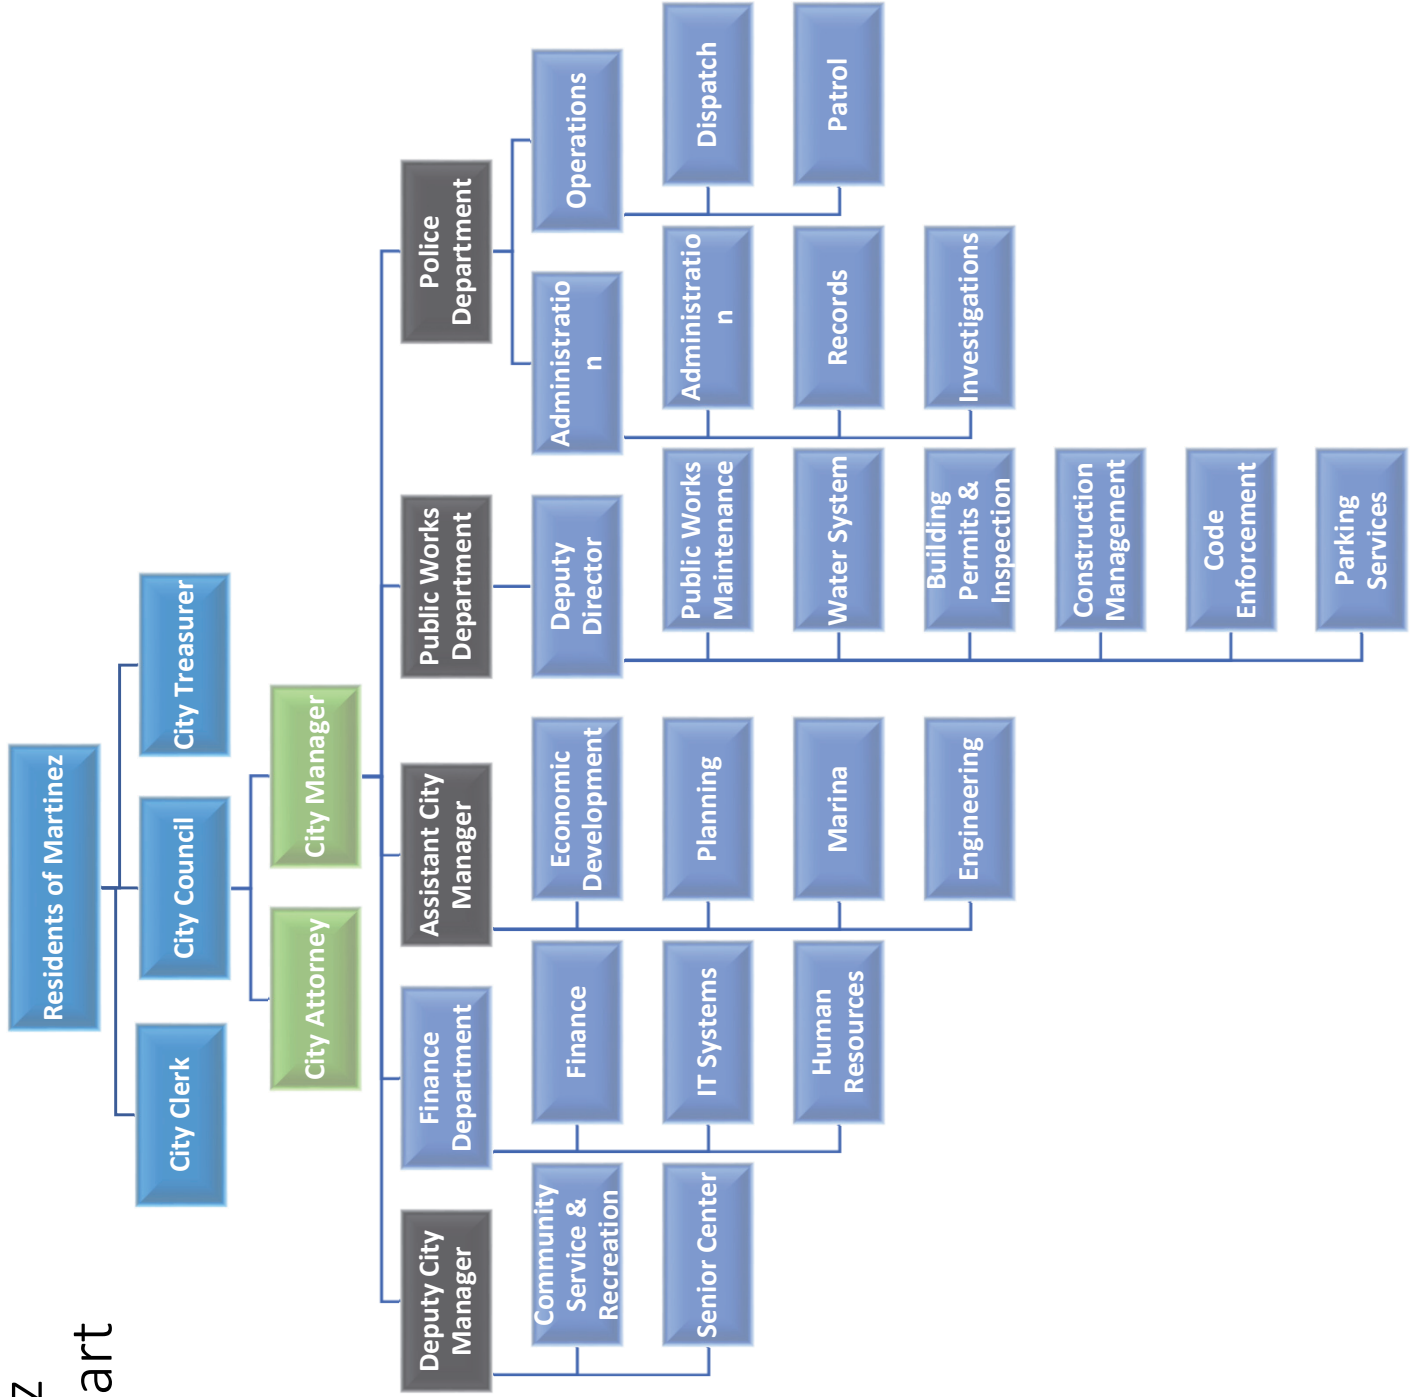 z
art
Residents of Martinez
City Clerk
City Council
City Treasurer
City Attorney
City Manager
Deputy City
Manager
Community
Service &
Recreation
Senior Center
Finance
Department
Finance
IT Systems
Human
Resources
Assistant City
Manager
Economic
Development
Planning
Marina
Engineering
Public Works
Department
Deputy
Director
Public Works
Maintenance
Water System
Building
Permits &
Inspection
Construction
Management
Code
Enforcement
Parking
Services
Police
Department
Administratio
n
Administratio
n
Records
Investigations
Operations
Dispatch
Patrol